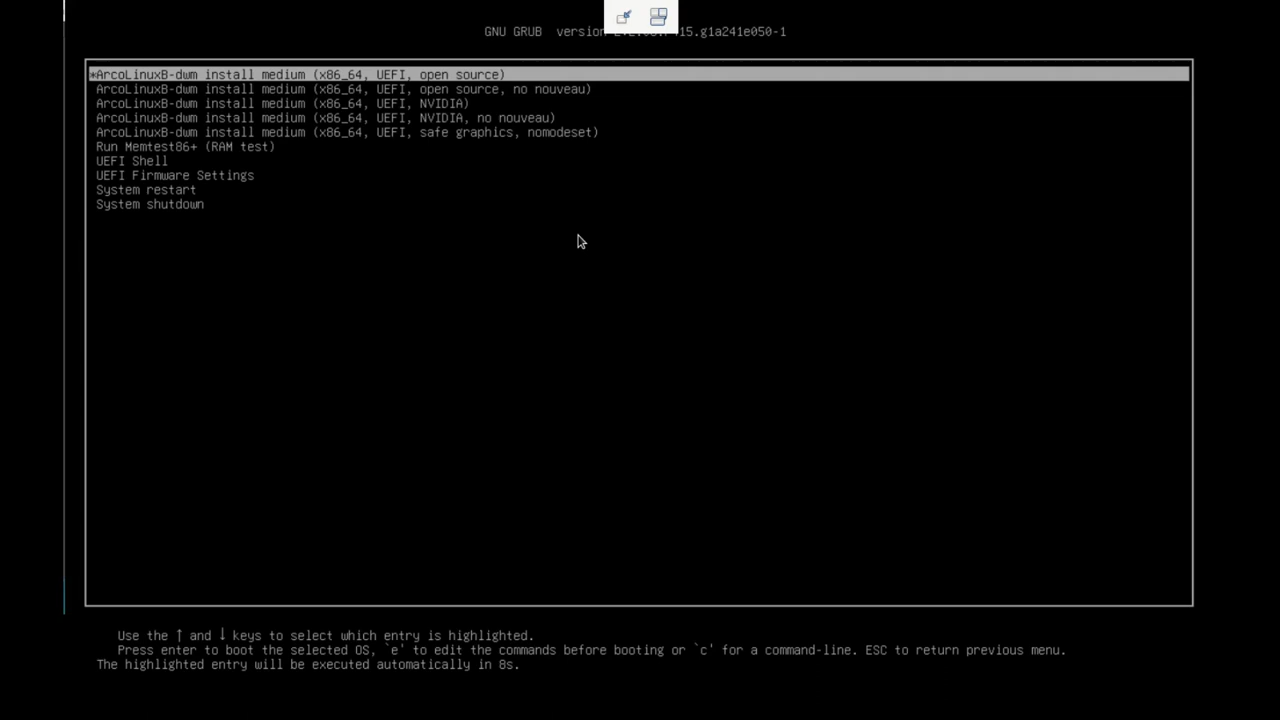 GNU GRUB version 15.g1a241e050-1
*ArcoLinuxB-dwm install medium (x86_64, UEFI, open source)
ArcoLinuxB-dwm install medium (x86_64, UEFI, open source, no nouveau)
ArcoLinuxB-dwm install medium (x86_64, UEFI, NVIDIA)
ArcoLinuxB-dwm install medium (x86_64, UEFI, NVIDIA, no nouveau)
ArcoLinuxB-dwm install medium (x86_64, UEFI, safe graphics, nomodeset)
Run Memtest86+ (RAM test)
UEFI Shell
UEFI Firmware Settings
System restart
System shutdown
Use the ↑ and ↓ keys to select which entry is highlighted.
Press enter to boot the selected OS, `e' to edit the commands before booting or `c' for a command-line. ESC to return previous menu.
The highlighted entry will be executed automatically in 8s.